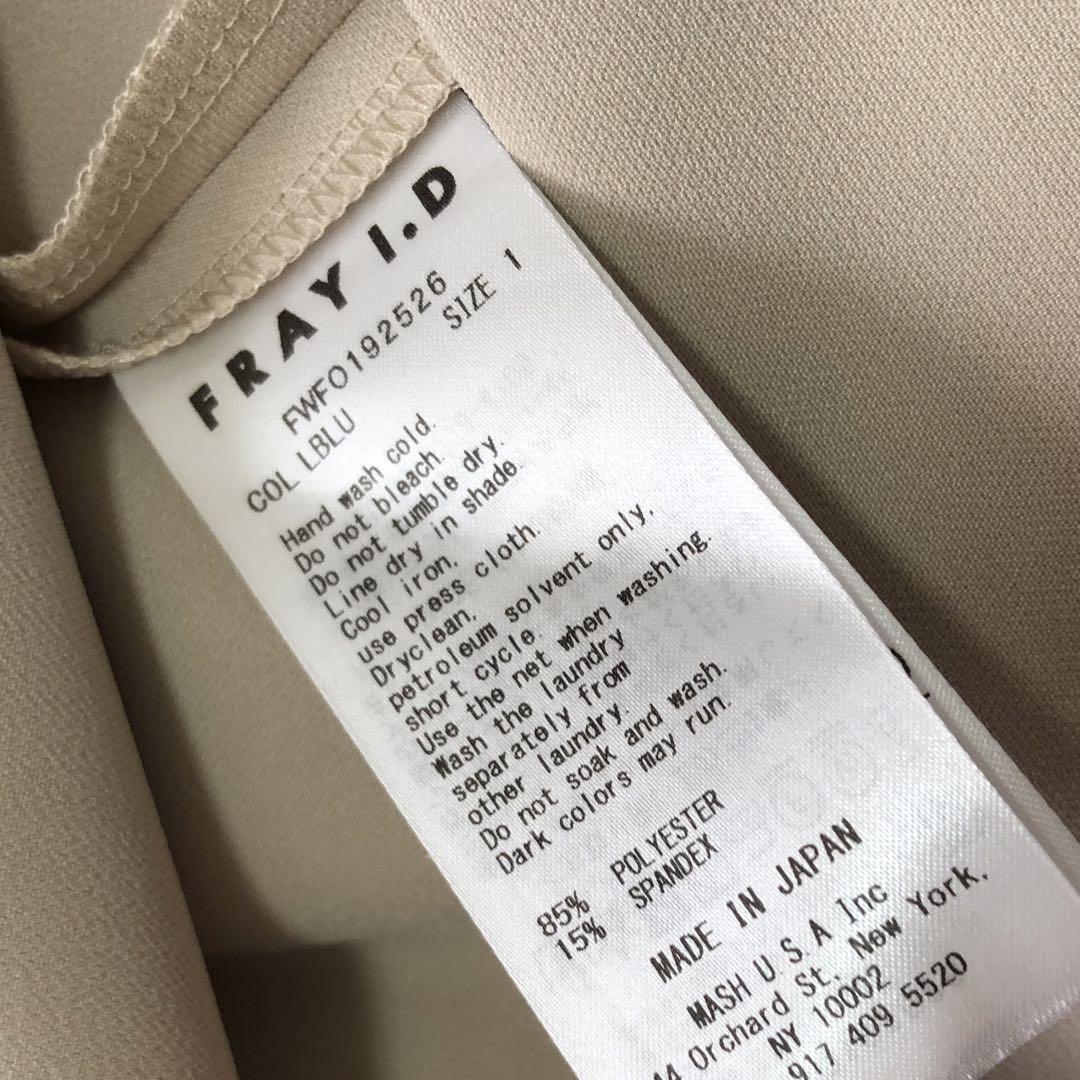 FRAY I.D
FWFO192526
SIZE 1
COL LBLU
Hand wash cold.
Do not bleach.
Do not tumble dry.
Line dry in shade.
Cool iron,
use press cloth.
Dryclean,
petroleum solvent only,
short cycle.
Use the net when washing.
Wash the laundry
separately from
other laundry.
Do not soak and wash.
Dark colors may run.
85% POLYESTER
15% SPANDEX
MADE IN JAPAN
MASH U S A Inc
Orchard St. New York,
NY 10002
917 409 5520